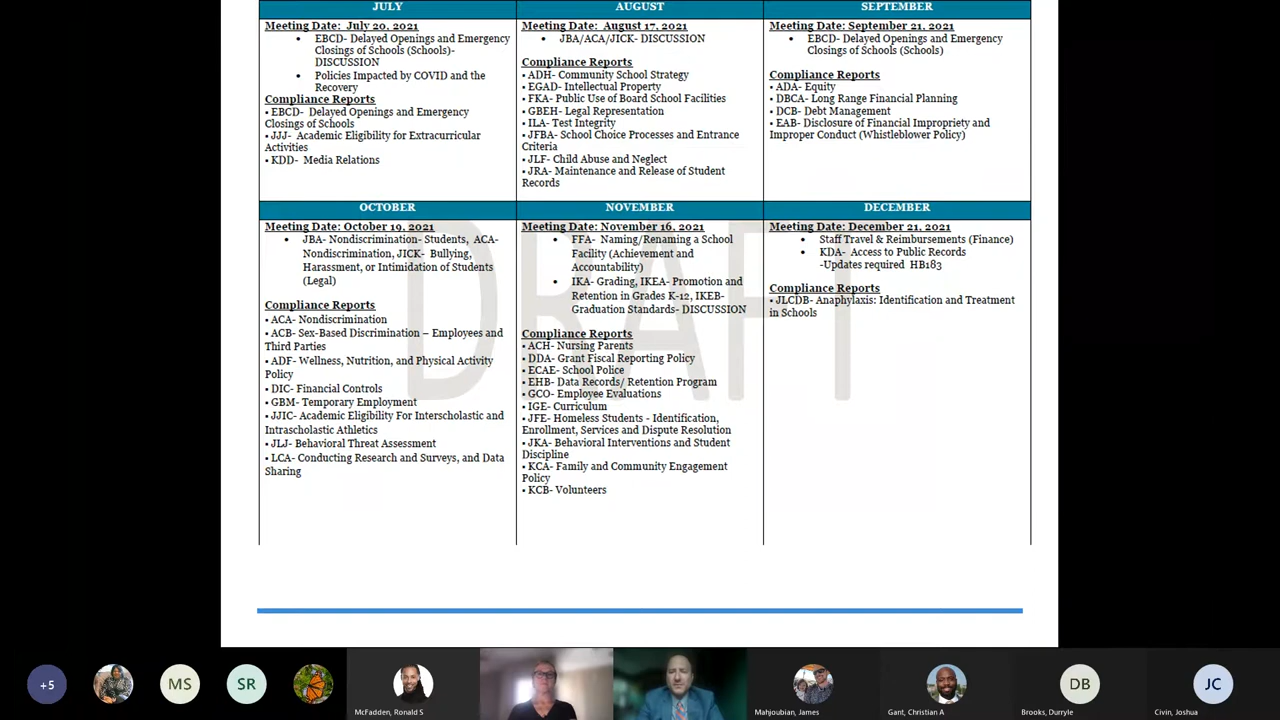 JULY
Meeting Date: July 20, 2021
• EBCD- Delayed Openings and Emergency
Closings of Schools (Schools)-
DISCUSSION
• Policies Impacted by COVID and the
Recovery
Compliance Reports
• EBCD- Delayed Openings and Emergency
Closings of Schools
• JJJ- Academic Eligibility for Extracurricular
Activities
• KDD- Media Relations
AUGUST
Meeting Date: August 17, 2021
• JBA/ACA/JICK- DISCUSSION
Compliance Reports
• ADH- Community School Strategy
• EGAD- Intellectual Property
• FKA- Public Use of Board School Facilities
• GBEH- Legal Representation
• ILA- Test Integrity
• JFBA- School Choice Processes and Entrance
Criteria
• JLF- Child Abuse and Neglect
• JRA- Maintenance and Release of Student
Records
SEPTEMBER
Meeting Date: September 21, 2021
• EBCD- Delayed Openings and Emergency
Closings of Schools (Schools)
Compliance Reports
• ADA- Equity
• DBCA- Long Range Financial Planning
• DCB- Debt Management
• EAB- Disclosure of Financial Impropriety and
Improper Conduct (Whistleblower Policy)
OCTOBER
Meeting Date: October 19, 2021
• JBA- Nondiscrimination- Students, ACA-
Nondiscrimination, JICK- Bullying,
Harassment, or Intimidation of Students
(Legal)
Compliance Reports
• ACA- Nondiscrimination
• ACB- Sex-Based Discrimination – Employees and
Third Parties
• ADF- Wellness, Nutrition, and Physical Activity
Policy
• DIC- Financial Controls
• GBM- Temporary Employment
• JJIC- Academic Eligibility For Interscholastic and
Intrascholastic Athletics
• JLJ- Behavioral Threat Assessment
• LCA- Conducting Research and Surveys, and Data
Sharing
NOVEMBER
Meeting Date: November 16, 2021
• FFA- Naming/Renaming a School
Facility (Achievement and
Accountability)
• IKA- Grading, IKEA- Promotion and
Retention in Grades K-12, IKEB-
Graduation Standards- DISCUSSION
Compliance Reports
• ACH- Nursing Parents
• DDA- Grant Fiscal Reporting Policy
• ECAE- School Police
• EHB- Data Records/ Retention Program
• GCO- Employee Evaluations
• IGE- Curriculum
• JFE- Homeless Students - Identification,
Enrollment, Services and Dispute Resolution
• JKA- Behavioral Interventions and Student
Discipline
• KCA- Family and Community Engagement
Policy
• KCB- Volunteers
DECEMBER
Meeting Date: December 21, 2021
• Staff Travel & Reimbursements (Finance)
• KDA- Access to Public Records
-Updates required HB183
Compliance Reports
• JLCDB- Anaphylaxis: Identification and Treatment
in Schools
DRAFT
+5
MS
SR
McFadden, Ronald S
Mahjoubian, James
Gant, Christian A
DB
Brooks, Durryle
JC
Civin, Joshua